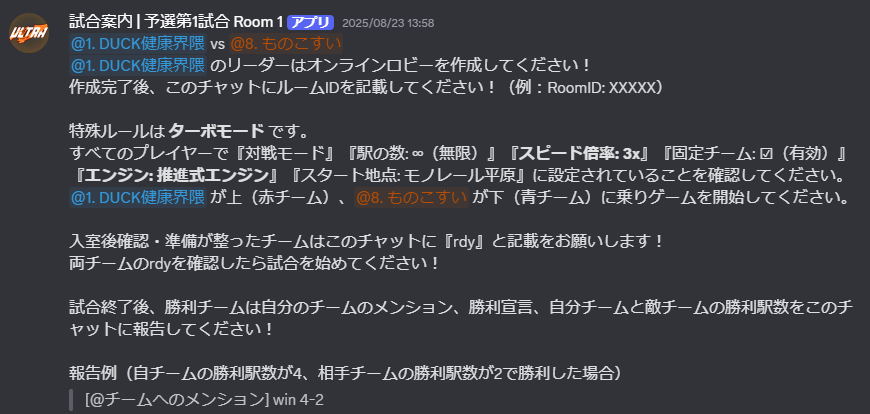 ULTRA
試合案内 | 予選第1試合 Room 1 アプリ 2025/08/23 13:58
@1. DUCK健康界隈 vs @8. ものこすい
@1. DUCK健康界隈 のリーダーはオンラインロビーを作成してください！
作成完了後、このチャットにルームIDを記載してください！（例：RoomID: XXXXX）
特殊ルールは ターボモード です。
すべてのプレイヤーで『対戦モード』『駅の数: ∞（無限）』『スピード倍率: 3x』『固定チーム: ☑（有効）』
『エンジン: 推進式エンジン』『スタート地点: モノレール平原』に設定されていることを確認してください。
@1. DUCK健康界隈 が上（赤チーム）、@8. ものこすい が下（青チーム）に乗りゲームを開始してください。
入室後確認・準備が整ったチームはこのチャットに『rdy』と記載をお願いします！
両チームのrdyを確認したら試合を始めてください！
試合終了後、勝利チームは自分のチームのメンション、勝利宣言、自分チームと敵チームの勝利駅数をこのチ
ャットに報告してください！
報告例（自チームの勝利駅数が4、相手チームの勝利駅数が2で勝利した場合）
[@チームへのメンション] win 4-2